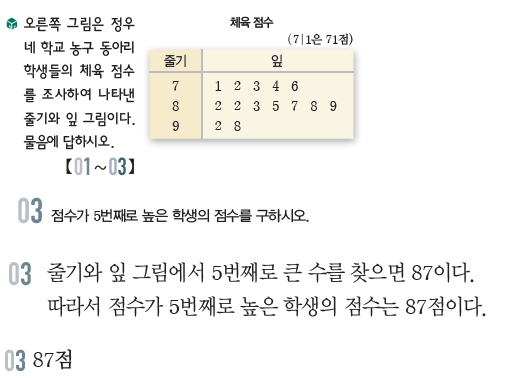 오른쪽 그림은 정우
네 학교 농구 동아리
학생들의 체육 점수
를 조사하여 나타낸
줄기와 잎 그림이다.
물음에 답하시오.
【01~03】
체육 점수
(7|1은 71점)
줄기 잎
7 1 2 3 4 6
8 2 2 3 5 7 8 9
9 2 8
03 점수가 5번째로 높은 학생의 점수를 구하시오.
03 줄기와 잎 그림에서 5번째로 큰 수를 찾으면 87이다.
따라서 점수가 5번째로 높은 학생의 점수는 87점이다.
03 87점